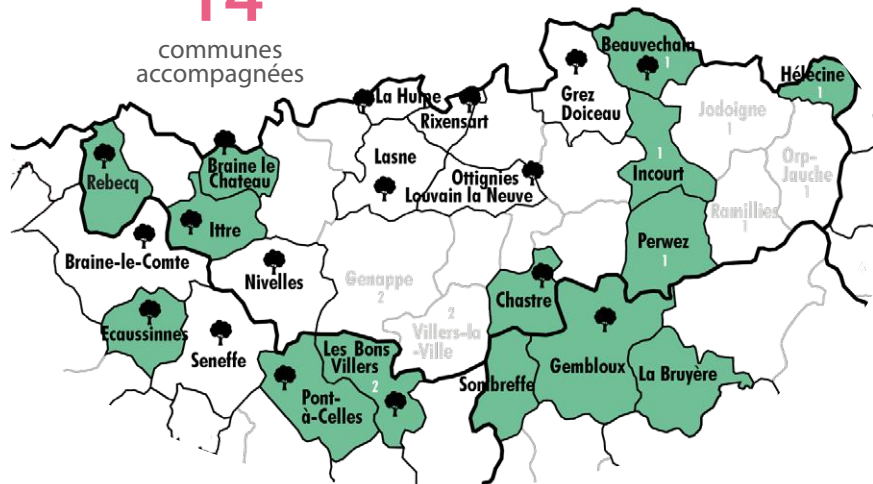 14
communes
accompagnées
Beauvechain
1
Hélécine
1
La Hulpe
Rixensart
Grez
Doiceau
Jodoigne
1
Rebecq
Braine le
Chateau
Lasne
Ottignies
Louvain la Neuve
1
Incourt
Orp-
Jauche
1
Ittre
Ramillies
1
Braine-le-Comte
Nivelles
Genappe
2
Perwez
1
Chastre
2
Villers-la
-Ville
Ecaussinnes
Seneffe
Les Bons
Villers
2
Pont-
à-Celles
Sombreffe
Gembloux
La Bruyère